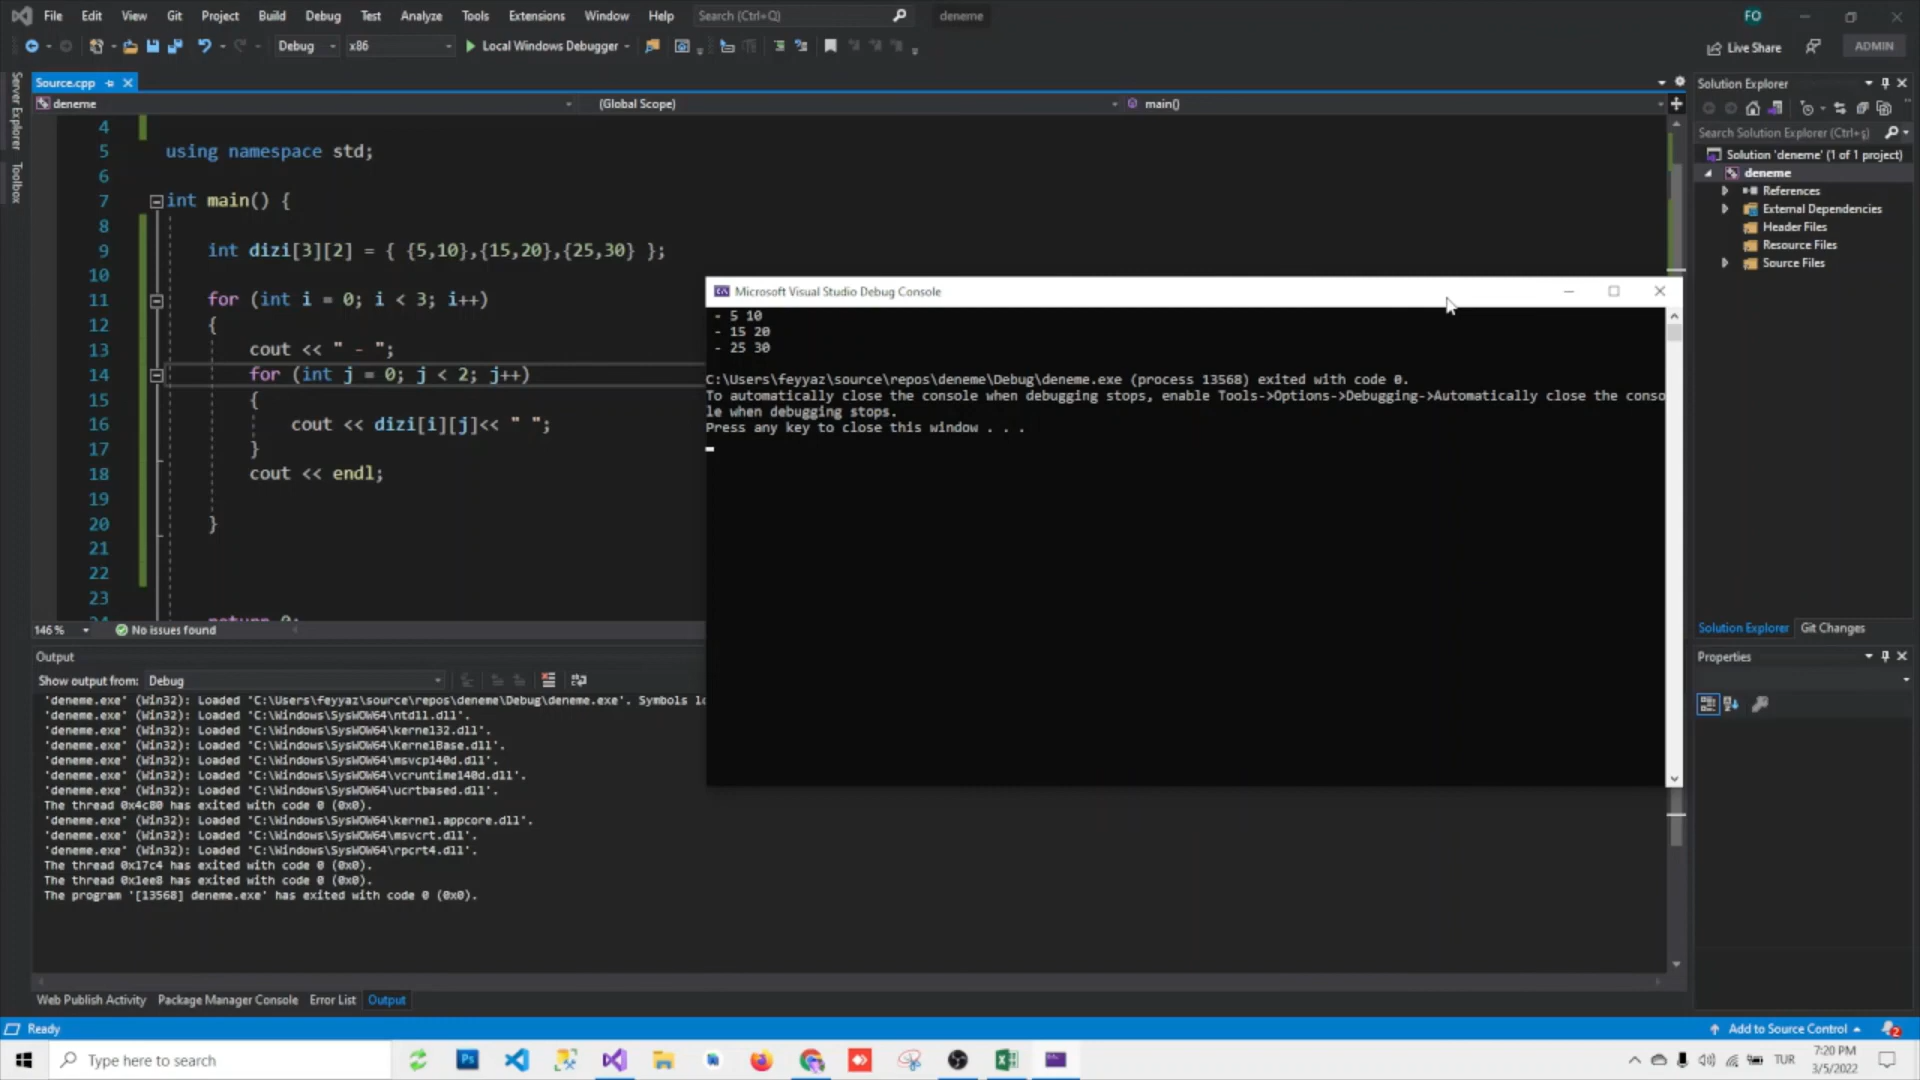 File Edit View Git Project Build Debug Test Analyze Tools Extensions Window Help Search (Ctrl+Q) deneme FO
Debug x86 Local Windows Debugger Live Share ADMIN
Server Explorer
Toolbox
Source.cpp
deneme (Global Scope) main()
4
5 using namespace std;
6
7 int main() {
8
9 int dizi[3][2] = { {5,10},{15,20},{25,30} };
10
11 for (int i = 0; i < 3; i++)
12 {
13 cout << " - ";
14 for (int j = 0; j < 2; j++)
15 {
16 cout << dizi[i][j]<< " ";
17 }
18 cout << endl;
19
20 }
21
22
23
24 return 0;
146 % No issues found
Microsoft Visual Studio Debug Console
- 5 10
- 15 20
- 25 30
C:\Users\feyyaz\source\repos\deneme\Debug\deneme.exe (process 13568) exited with code 0.
To automatically close the console when debugging stops, enable Tools->Options->Debugging->Automatically close the conso
le when debugging stops.
Press any key to close this window . . .
Output
Show output from: Debug
'deneme.exe' (Win32): Loaded 'C:\Users\feyyaz\source\repos\deneme\Debug\deneme.exe'. Symbols lo
'deneme.exe' (Win32): Loaded 'C:\Windows\SysWOW64\ntdll.dll'.
'deneme.exe' (Win32): Loaded 'C:\Windows\SysWOW64\kernel32.dll'.
'deneme.exe' (Win32): Loaded 'C:\Windows\SysWOW64\KernelBase.dll'.
'deneme.exe' (Win32): Loaded 'C:\Windows\SysWOW64\msvcp140d.dll'.
'deneme.exe' (Win32): Loaded 'C:\Windows\SysWOW64\vcruntime140d.dll'.
'deneme.exe' (Win32): Loaded 'C:\Windows\SysWOW64\ucrtbased.dll'.
The thread 0x4c80 has exited with code 0 (0x0).
'deneme.exe' (Win32): Loaded 'C:\Windows\SysWOW64\kernel.appcore.dll'.
'deneme.exe' (Win32): Loaded 'C:\Windows\SysWOW64\msvcrt.dll'.
'deneme.exe' (Win32): Loaded 'C:\Windows\SysWOW64\rpcrt4.dll'.
The thread 0x17c4 has exited with code 0 (0x0).
The thread 0x1ee8 has exited with code 0 (0x0).
The program '[13568] deneme.exe' has exited with code 0 (0x0).
Web Publish Activity Package Manager Console Error List Output
Solution Explorer
Search Solution Explorer (Ctrl+ş)
Solution 'deneme' (1 of 1 project)
deneme
References
External Dependencies
Header Files
Resource Files
Source Files
Solution Explorer Git Changes
Properties
Ready Add to Source Control 2
Type here to search Ps TUR 7:20 PM
3/5/2022